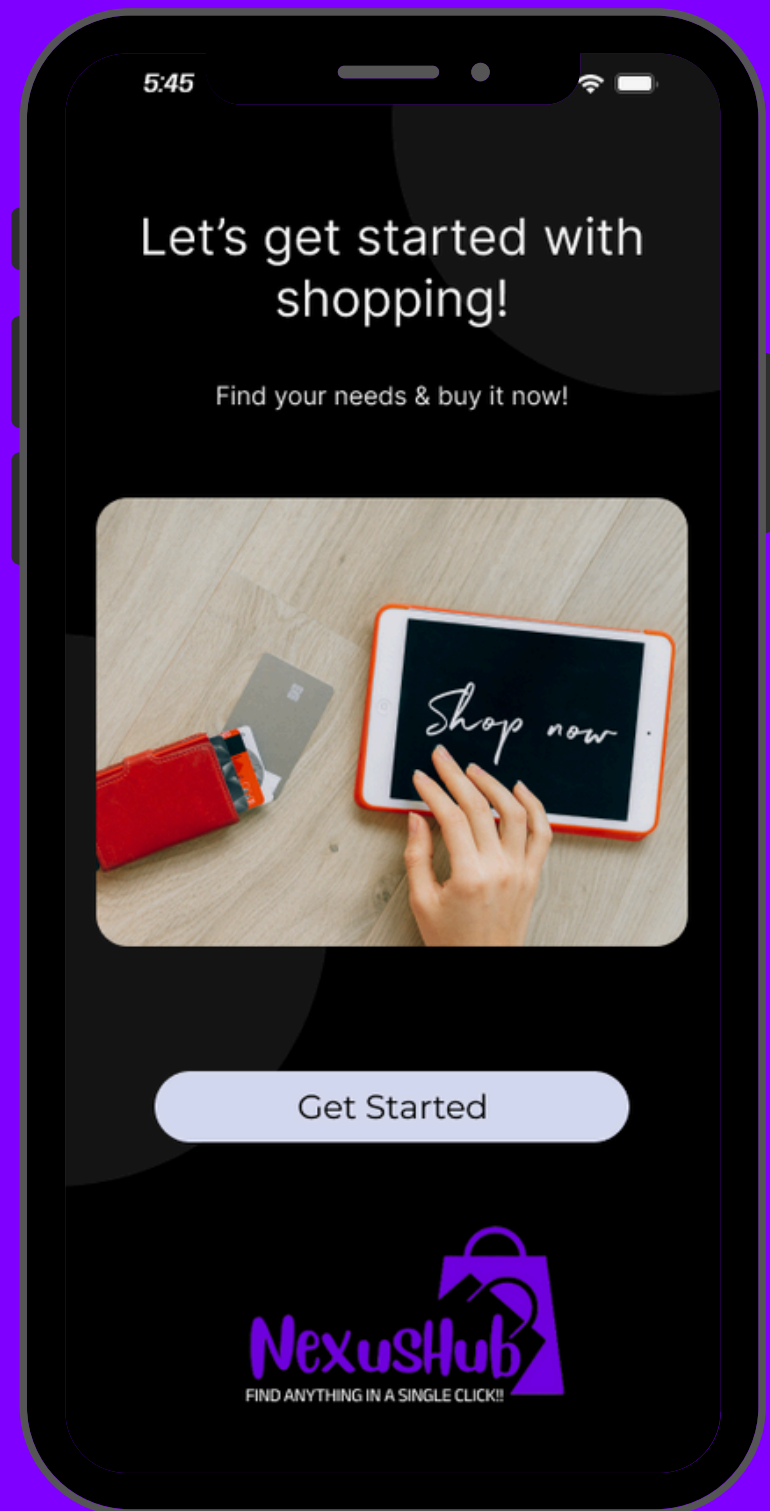 5:45
Let’s get started with
shopping!
Find your needs & buy it now!
Shop now
Get Started
NexusHub
FIND ANYTHING IN A SINGLE CLICK!!